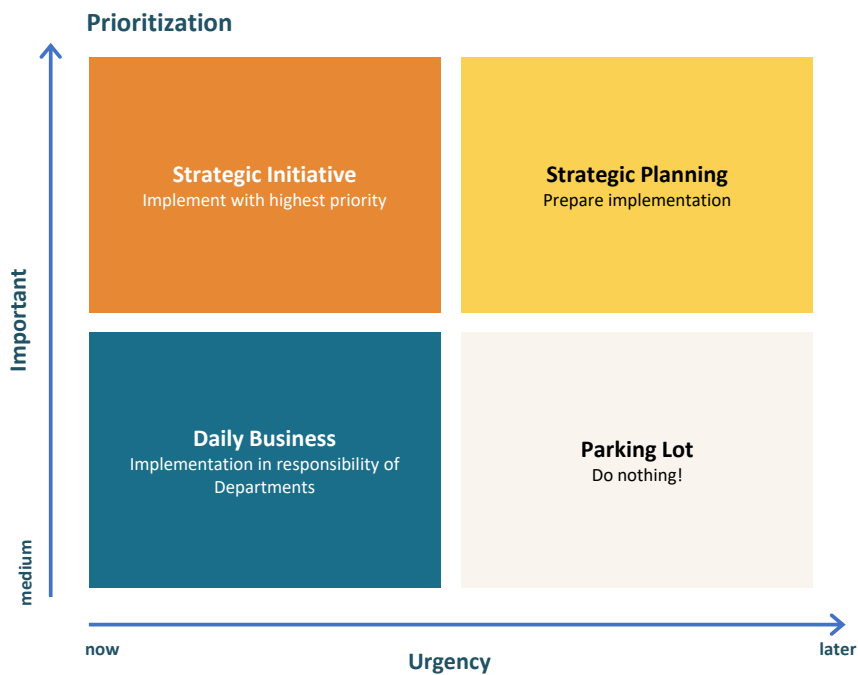 Prioritization
Strategic Initiative
Implement with highest priority
Strategic Planning
Prepare implementation
Important
Daily Business
Implementation in responsibility of
Departments
Parking Lot
Do nothing!
medium
now
Urgency
later